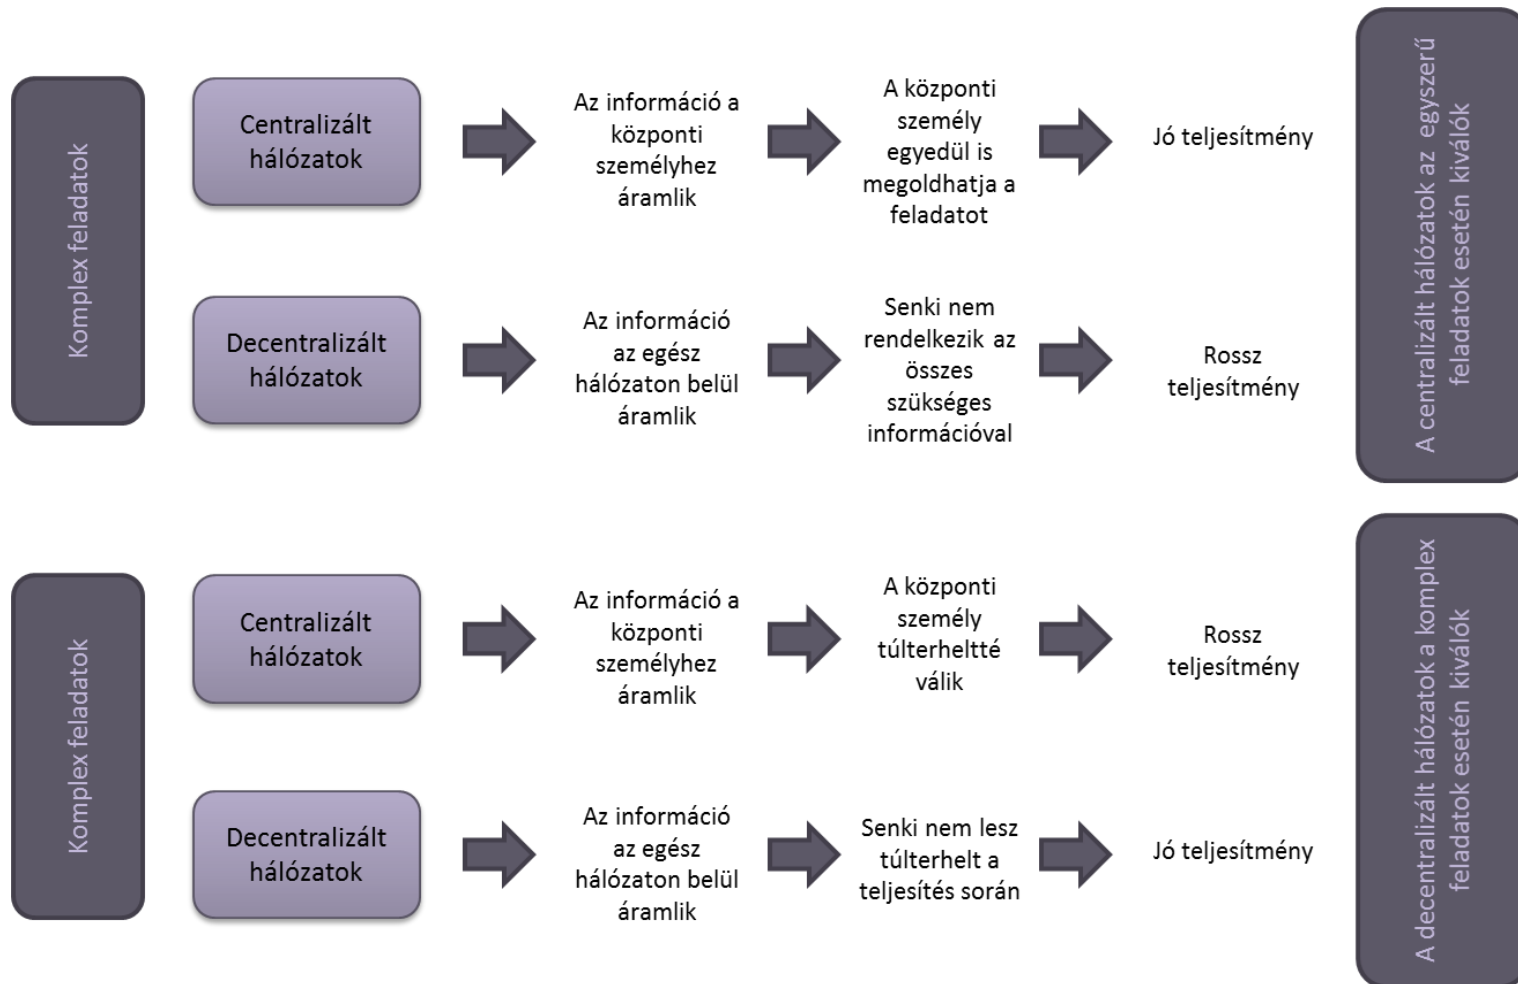 Komplex feladatok
Centralizált
hálózatok
Az információ a
központi
személyhez
áramlik
A központi
személy
egyedül is
megoldhatja a
feladatot
Jó teljesítmény
Decentralizált
hálózatok
Az információ
az egész
hálózaton belül
áramlik
Senki nem
rendelkezik az
összes
szükséges
információval
Rossz
teljesítmény
A centralizált hálózatok az egyszerű
feladatok esetén kiválók
Komplex feladatok
Centralizált
hálózatok
Az információ a
központi
személyhez
áramlik
A központi
személy
túlterheltté
válik
Rossz
teljesítmény
Decentralizált
hálózatok
Az információ
az egész
hálózaton belül
áramlik
Senki nem lesz
túlterhelt a
teljesítés során
Jó teljesítmény
A decentralizált hálózatok a komplex
feladatok esetén kiválók